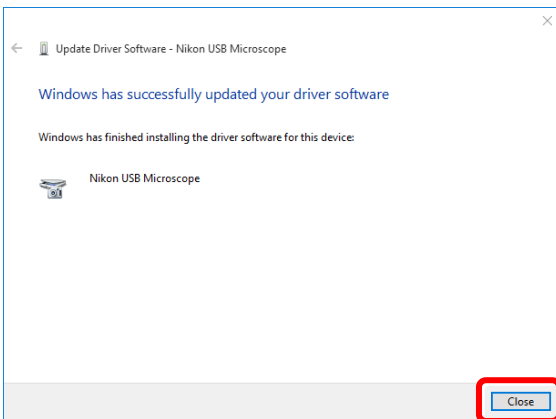 Update Driver Software - Nikon USB Microscope
Windows has successfully updated your driver software
Windows has finished installing the driver software for this device:
Nikon USB Microscope
Close